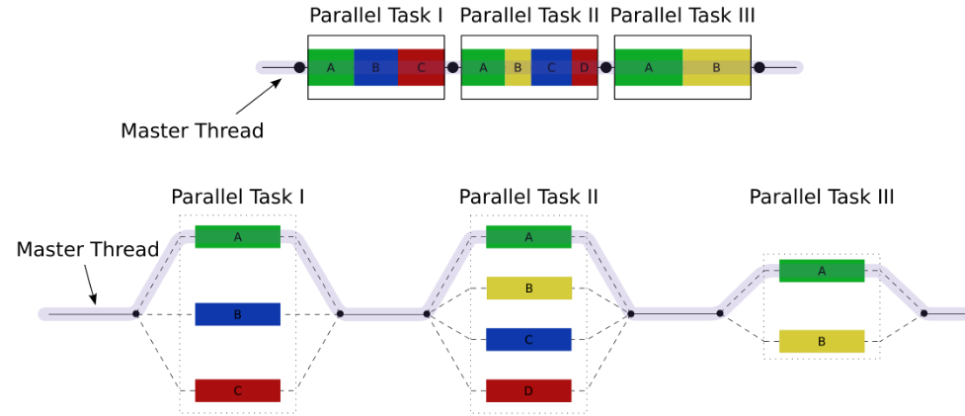 Parallel Task I
Parallel Task II
Parallel Task III
A
B
C
A
B
C
D
A
B
Master Thread
Parallel Task I
Parallel Task II
Parallel Task III
Master Thread
A
B
C
A
B
C
D
A
B